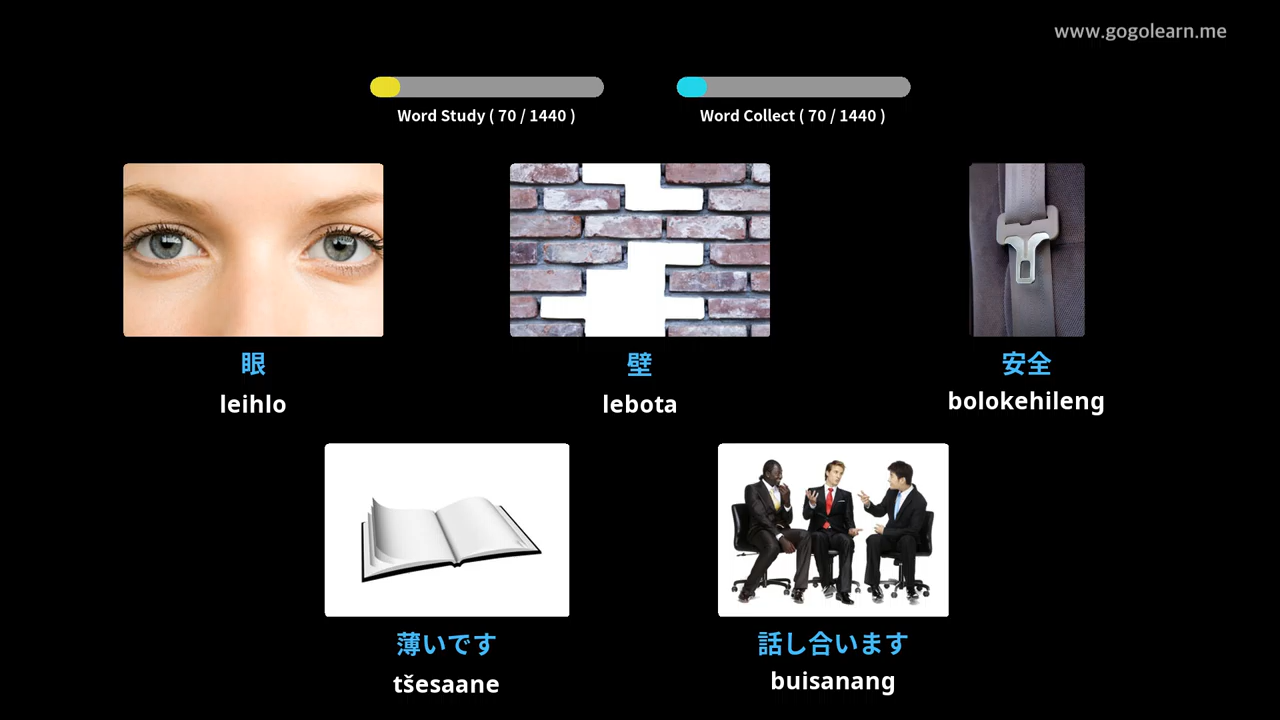 www.gogolearn.me
Word Study ( 70 / 1440 )
Word Collect ( 70 / 1440 )
眼
壁
安全
leihlo
lebota
bolokehileng
薄いです
話し合います
tšesaane
buisanang